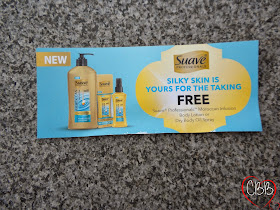 NEW
Suave
PROFESSIONALS
SILKY SKIN IS
YOURS FOR THE TAKING
FREE
Suave Professionals™ Moroccan Infusion
Body Lotion or
Dry Body Oil Spray
Suave
CBB